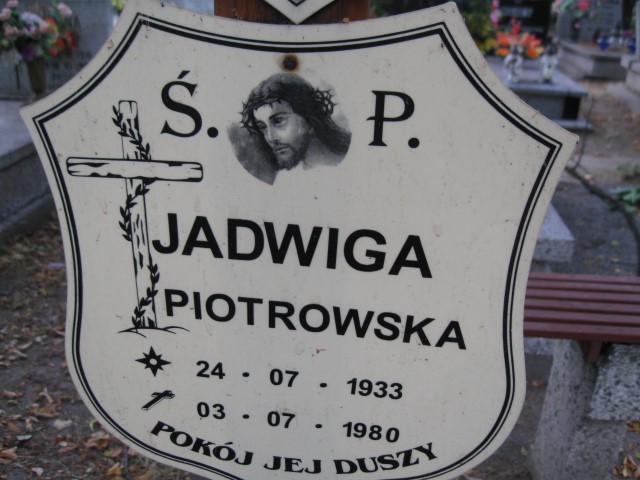 Ś. P.
JADWIGA
PIOTROWSKA
24 - 07 - 1933
03 - 07 - 1980
POKÓJ JEJ DUSZY